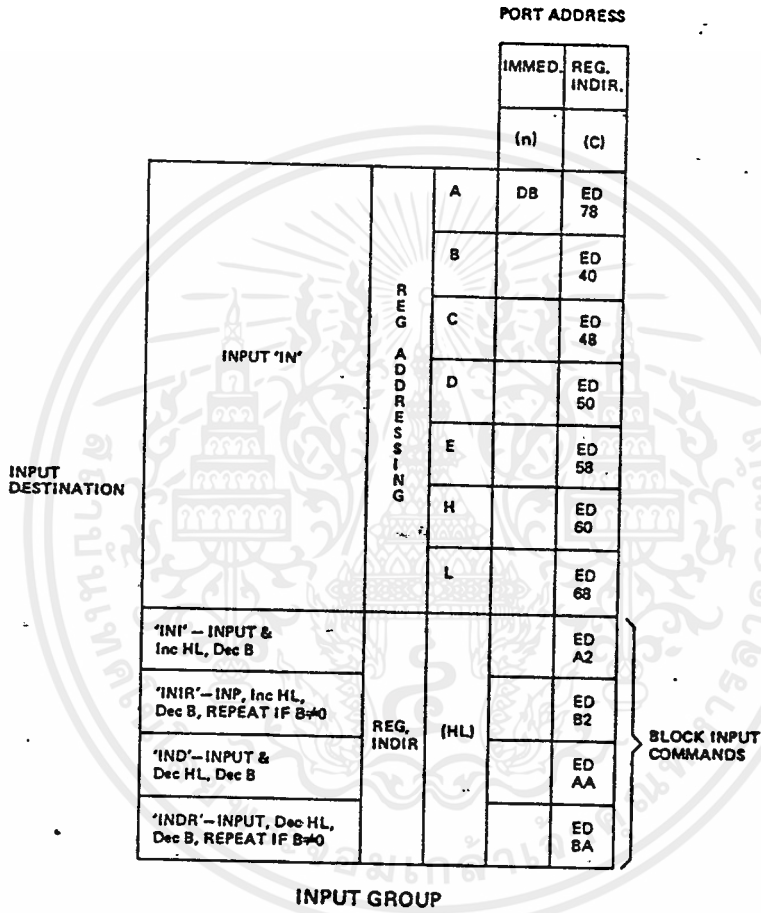 PORT ADDRESS
IMMED.
REG.
INDIR.
(n)
(C)
INPUT 'IN'
REG ADDRESSING
A
DB
ED
78
B
ED
40
C
ED
48
D
ED
50
E
ED
58
H
ED
60
L
ED
68
INPUT
DESTINATION
'INI' – INPUT &
Inc HL, Dec B
ED
A2
'INIR' – INP, Inc HL,
Dec B, REPEAT IF B≠0
REG.
INDIR
(HL)
ED
B2
BLOCK INPUT
COMMANDS
'IND' – INPUT &
Dec HL, Dec B
ED
AA
'INDR' – INPUT, Dec HL,
Dec B, REPEAT IF B≠0
ED
BA
INPUT GROUP